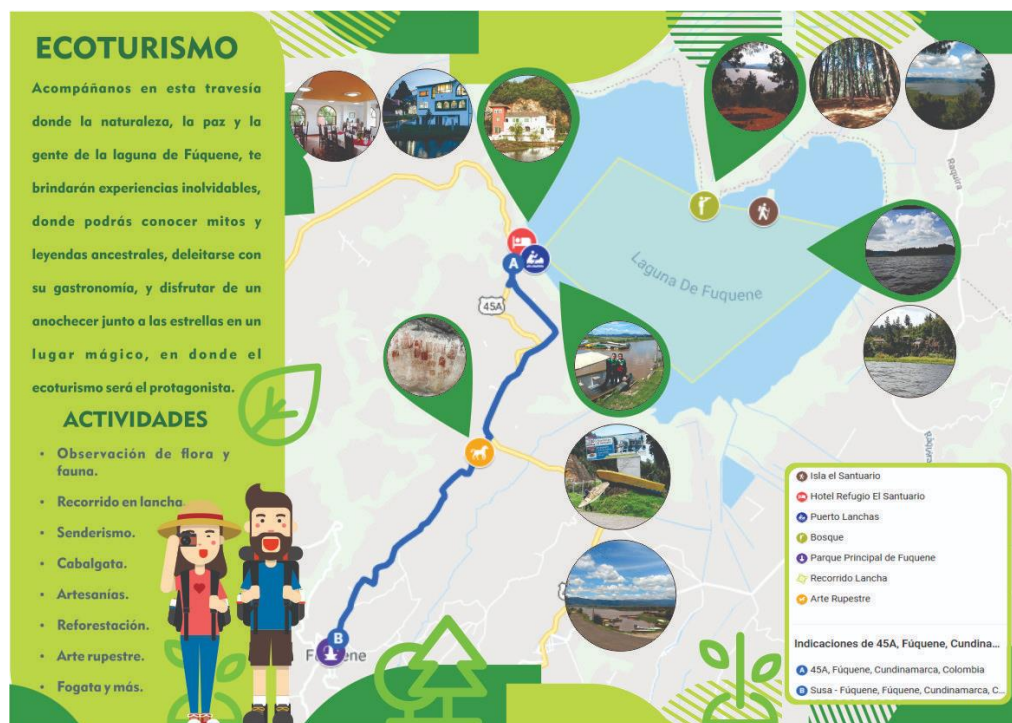 ECOTURISMO
Acompáñanos en esta travesía
donde la naturaleza, la paz y la
gente de la laguna de Fúquene, te
brindarán experiencias inolvidables,
donde podrás conocer mitos y
leyendas ancestrales, deleitarse con
su gastronomía, y disfrutar de un
anochecer junto a las estrellas en un
lugar mágico, en donde el
ecoturismo será el protagonista.
ACTIVIDADES
• Observación de flora y
fauna.
• Recorrido en lancha.
• Senderismo.
• Cabalgata.
• Artesanías.
• Reforestación.
• Arte rupestre.
• Fogata y más.
Raquira
A
45A
Laguna De Fuquene
B
Isla el Santuario
Hotel Refugio El Santuario
Puerto Lanchas
Bosque
Parque Principal de Fuquene
Recorrido Lancha
Arte Rupestre
Indicaciones de 45A, Fúquene, Cundina...
A 45A, Fúquene, Cundinamarca, Colombia
B Susa - Fúquene, Fúquene, Cundinamarca, C...